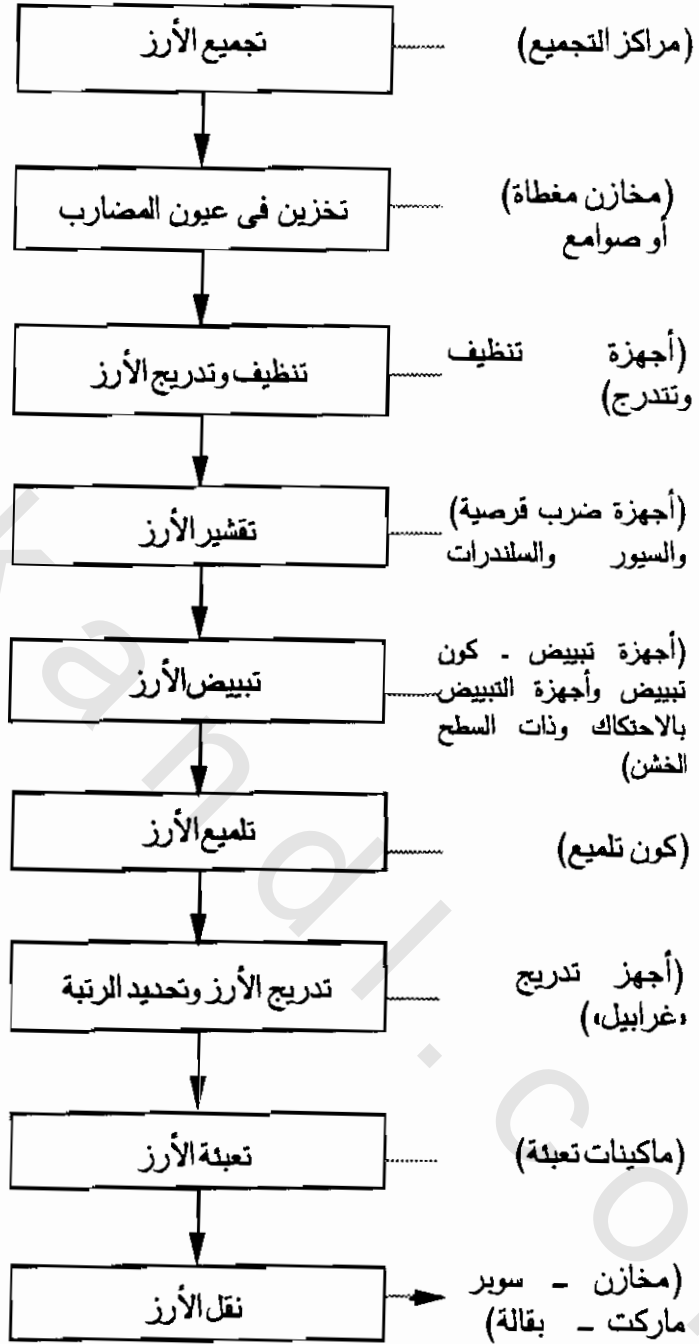 تجميع الأرز
(مراكز التجميع)
تخزين فى عيون المضارب
(مخازن مغطاة)
أو صوامع
تنظيف وتدريج الأرز
(أجهزة تنظيف
وتتدرج)
تقشير الأرز
(أجهزة ضرب قرصية)
والسيور والسلندرات
تبييض الأرز
(أجهزة تبييض - كون
تبييض وأجهزة التبييض
بالاحتكاك وذات السطح
الخشن)
تلميع الأرز
(كون تلميع)
تدريج الأرز وتحديد الرتبة
(أجهز تدريج
«غرابيل»)
تعبئة الأرز
(ماكينات تعبئة)
نقل الأرز
(مخازن - سوبر
ماركت - بقالة)
kandl.co